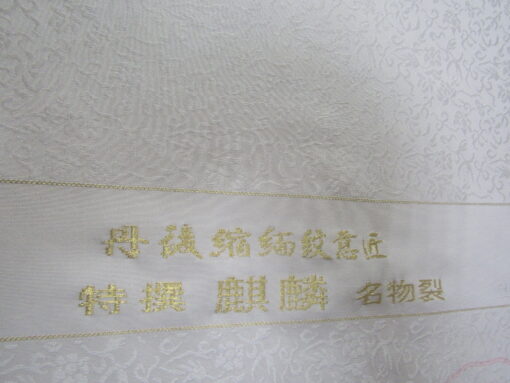 丹後縮緬紋意匠
特撰 麒麟 名物裂